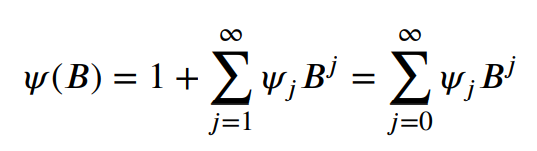 ψ(B) = 1 + ∑_{j=1}^{∞} ψ_j B^j = ∑_{j=0}^{∞} ψ_j B^j